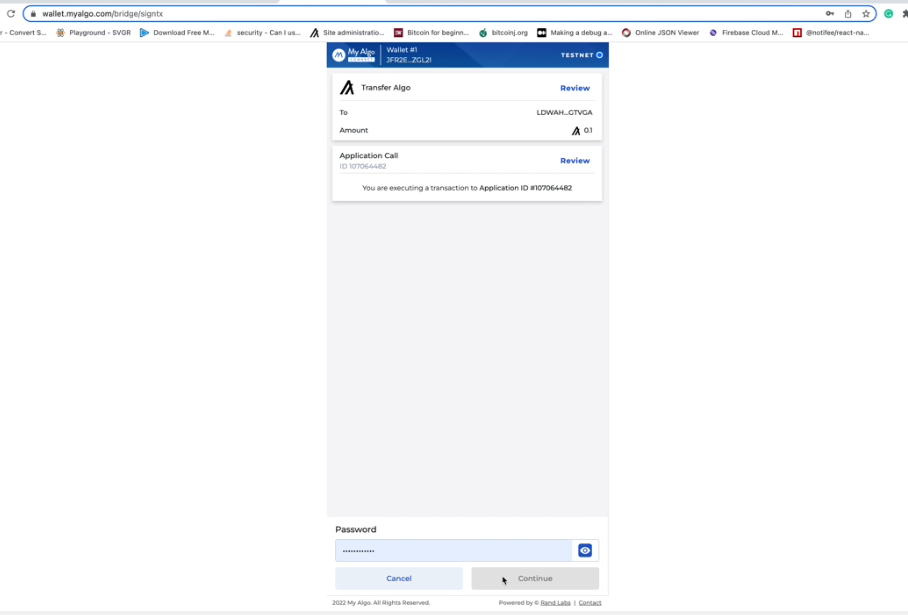 wallet.myalgo.com/bridge/signtx
r - Convert S... Playground - SVGR Download Free M... security - Can I us... Site administratio... Bitcoin for beginn... bitcoinj.org Making a debug a... Online JSON Viewer Firebase Cloud M... @notifee/react-na...
My Algo
CONNECT
Wallet #1
JFR2E...ZGL2I
TESTNET
Transfer Algo Review
To LDWAH...GTVGA
Amount 0.1
Application Call
ID 107064482
Review
You are executing a transaction to Application ID #107064482
Password
••••••••••••
Cancel Continue
2022 My Algo. All Rights Reserved. Powered by © Rand Labs | Contact